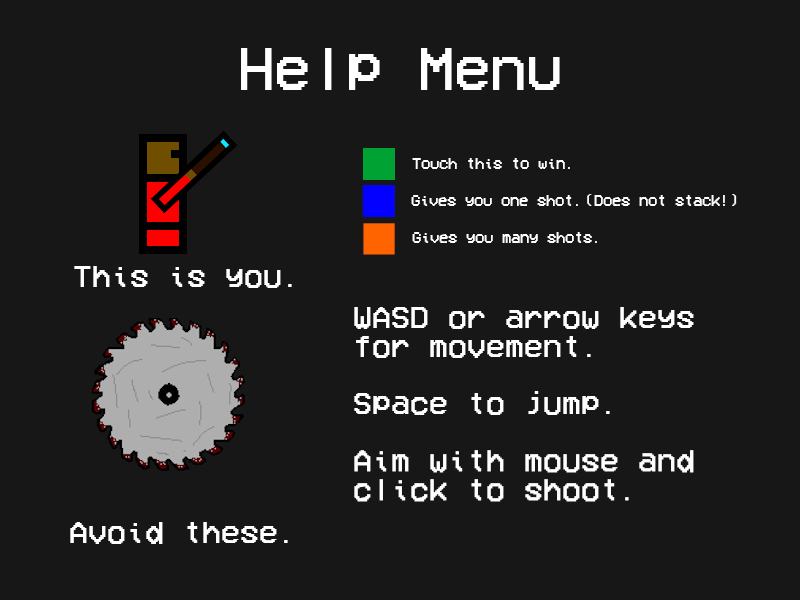 Help Menu
Touch this to win.
Gives you one shot.(Does not stack!)
Gives you many shots.
This is you.
WASD or arrow keys
for movement.
Space to jump.
Aim with mouse and
click to shoot.
Avoid these.